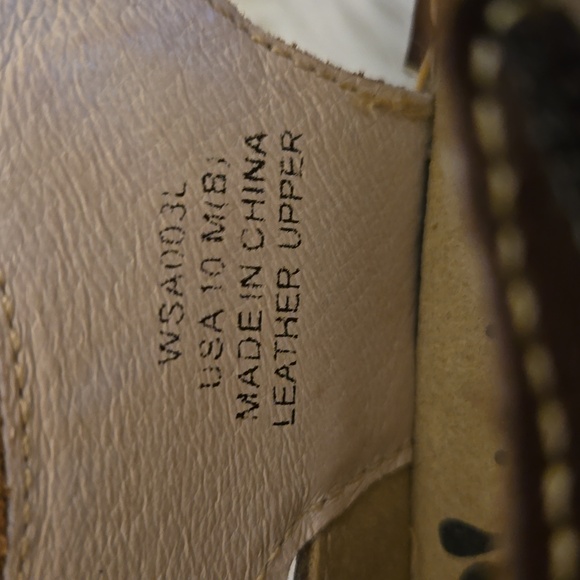 WSA003L
USA 10 M(B)
MADE IN CHINA
LEATHER UPPER